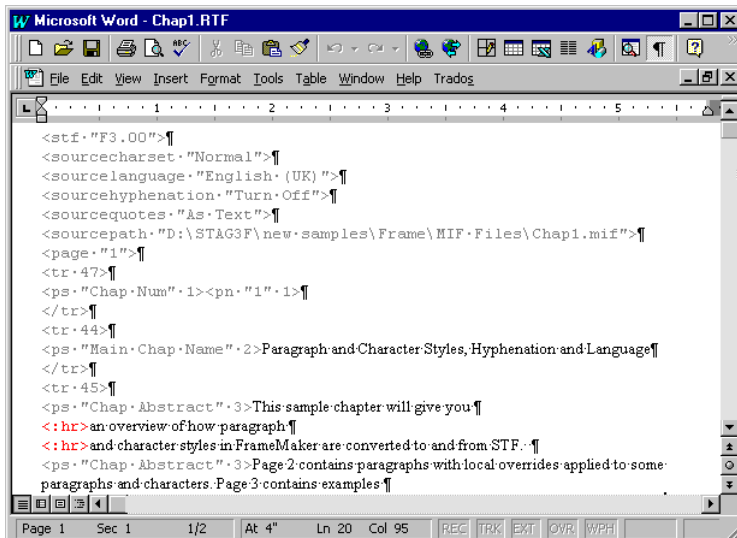 Microsoft Word - Chap1.RTF
File Edit View Insert Format Tools Table Window Help Trados
1 2 3 4 5
<stf·"F3.00">¶
<sourcecharset·"Normal">¶
<sourcelanguage·"English·(UK)">¶
<sourcehyphenation·"Turn·Off">¶
<sourcequotes·"As·Text">¶
<sourcepath·"D:\STAG3F\new·samples\Frame\MIF·Files\Chap1.mif">¶
<page·"1">¶
<tr·47>¶
<ps·"Chap·Num"·1><pn·"1"·1>¶
</tr>¶
<tr·44>¶
<ps·"Main·Chap·Name"·2>Paragraph·and·Character·Styles,·Hyphenation·and·Language¶
</tr>¶
<tr·45>¶
<ps·"Chap·Abstract"·3>This·sample·chapter·will·give·you·¶
<:hr>an·overview·of·how·paragraph·¶
<:hr>and·character·styles·in·FrameMaker·are·converted·to·and·from·STF.··¶
<ps·"Chap·Abstract"·3>Page·2·contains·paragraphs·with·local·overrides·applied·to·some·
paragraphs·and·characters.·Page·3·contains·examples·¶
Page 1 Sec 1 1/2 At 4" Ln 20 Col 95 REC TRK EXT OVR WPH